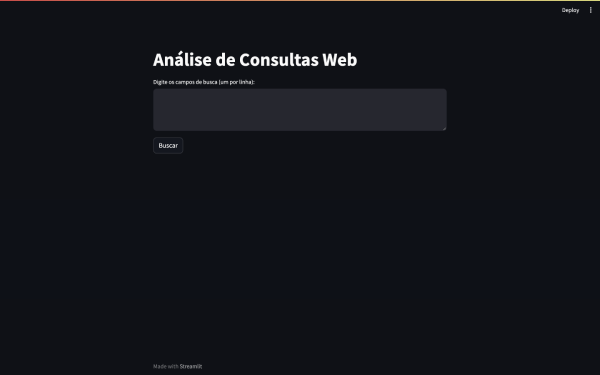 Deploy
Análise de Consultas Web
Digite os campos de busca (um por linha):
Buscar
Made with Streamlit